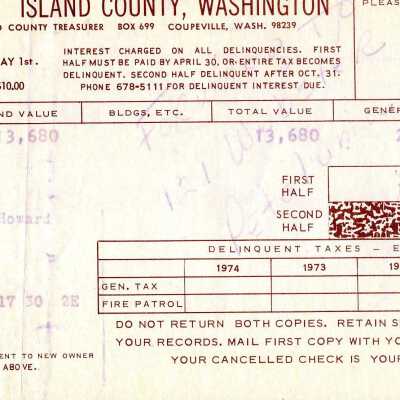 ISLAND COUNTY, WASHINGTON
COUNTY TREASURER BOX 699 COUPEVILLE, WASH. 98239
PLEAS
AY 1st.
$10.00
INTEREST CHARGED ON ALL DELINQUENCIES. FIRST
HALF MUST BE PAID BY APRIL 30, OR ENTIRE TAX BECOMES
DELINQUENT. SECOND HALF DELINQUENT AFTER OCT. 31.
PHONE 678-5111 FOR DELINQUENT INTEREST DUE.
ND VALUE BLDGS, ETC. TOTAL VALUE GENER
13,680 13,680 2
FIRST
HALF
SECOND
HALF
Howard
DELINQUENT TAXES - E
1974 1973 19
GEN. TAX
FIRE PATROL
17 30 2E
DO NOT RETURN BOTH COPIES. RETAIN S
YOUR RECORDS. MAIL FIRST COPY WITH YO
ENT TO NEW OWNER
YOUR CANCELLED CHECK IS YOUR
ABOVE.